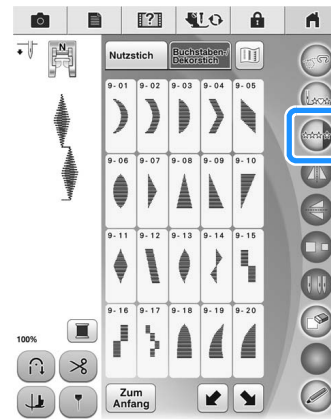 N
Nutzstich
Buchstaben-/
Dekorstich
9-01 9-02 9-03 9-04 9-05
9-06 9-07 9-08 9-09 9-10
9-11 9-12 9-13 9-14 9-15
9-16 9-17 9-18 9-19 9-20
100%
Zum
Anfang